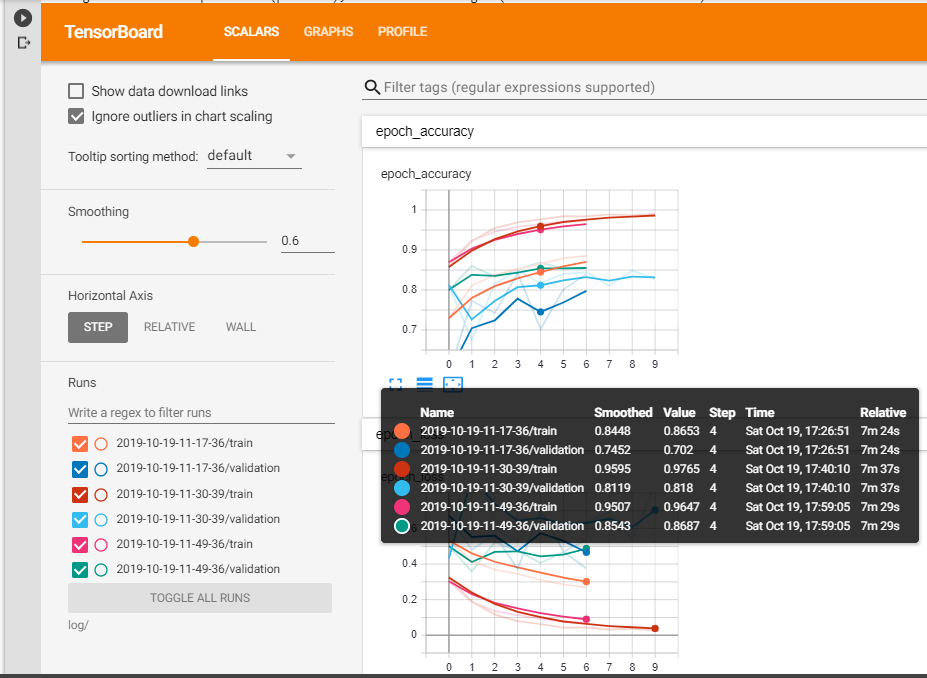 TensorBoard SCALARS GRAPHS PROFILE
Show data download links
Ignore outliers in chart scaling
Tooltip sorting method: default
Smoothing
0.6
Horizontal Axis
STEP RELATIVE WALL
Runs
Write a regex to filter runs
2019-10-19-11-17-36/train
2019-10-19-11-17-36/validation
2019-10-19-11-30-39/train
2019-10-19-11-30-39/validation
2019-10-19-11-49-36/train
2019-10-19-11-49-36/validation
TOGGLE ALL RUNS
log/
Filter tags (regular expressions supported)
epoch_accuracy
epoch_accuracy
1
0.9
0.8
0.7
0 1 2 3 4 5 6 7 8 9
Name Smoothed Value Step Time Relative
2019-10-19-11-17-36/train 0.8448 0.8653 4 Sat Oct 19, 17:26:51 7m 24s
2019-10-19-11-17-36/validation 0.7452 0.702 4 Sat Oct 19, 17:26:51 7m 24s
2019-10-19-11-30-39/train 0.9595 0.9765 4 Sat Oct 19, 17:40:10 7m 37s
2019-10-19-11-30-39/validation 0.8119 0.818 4 Sat Oct 19, 17:40:10 7m 37s
2019-10-19-11-49-36/train 0.9507 0.9647 4 Sat Oct 19, 17:59:05 7m 29s
2019-10-19-11-49-36/validation 0.8543 0.8687 4 Sat Oct 19, 17:59:05 7m 29s
epoch_loss
epoch_loss
0.4
0.2
0
0 1 2 3 4 5 6 7 8 9